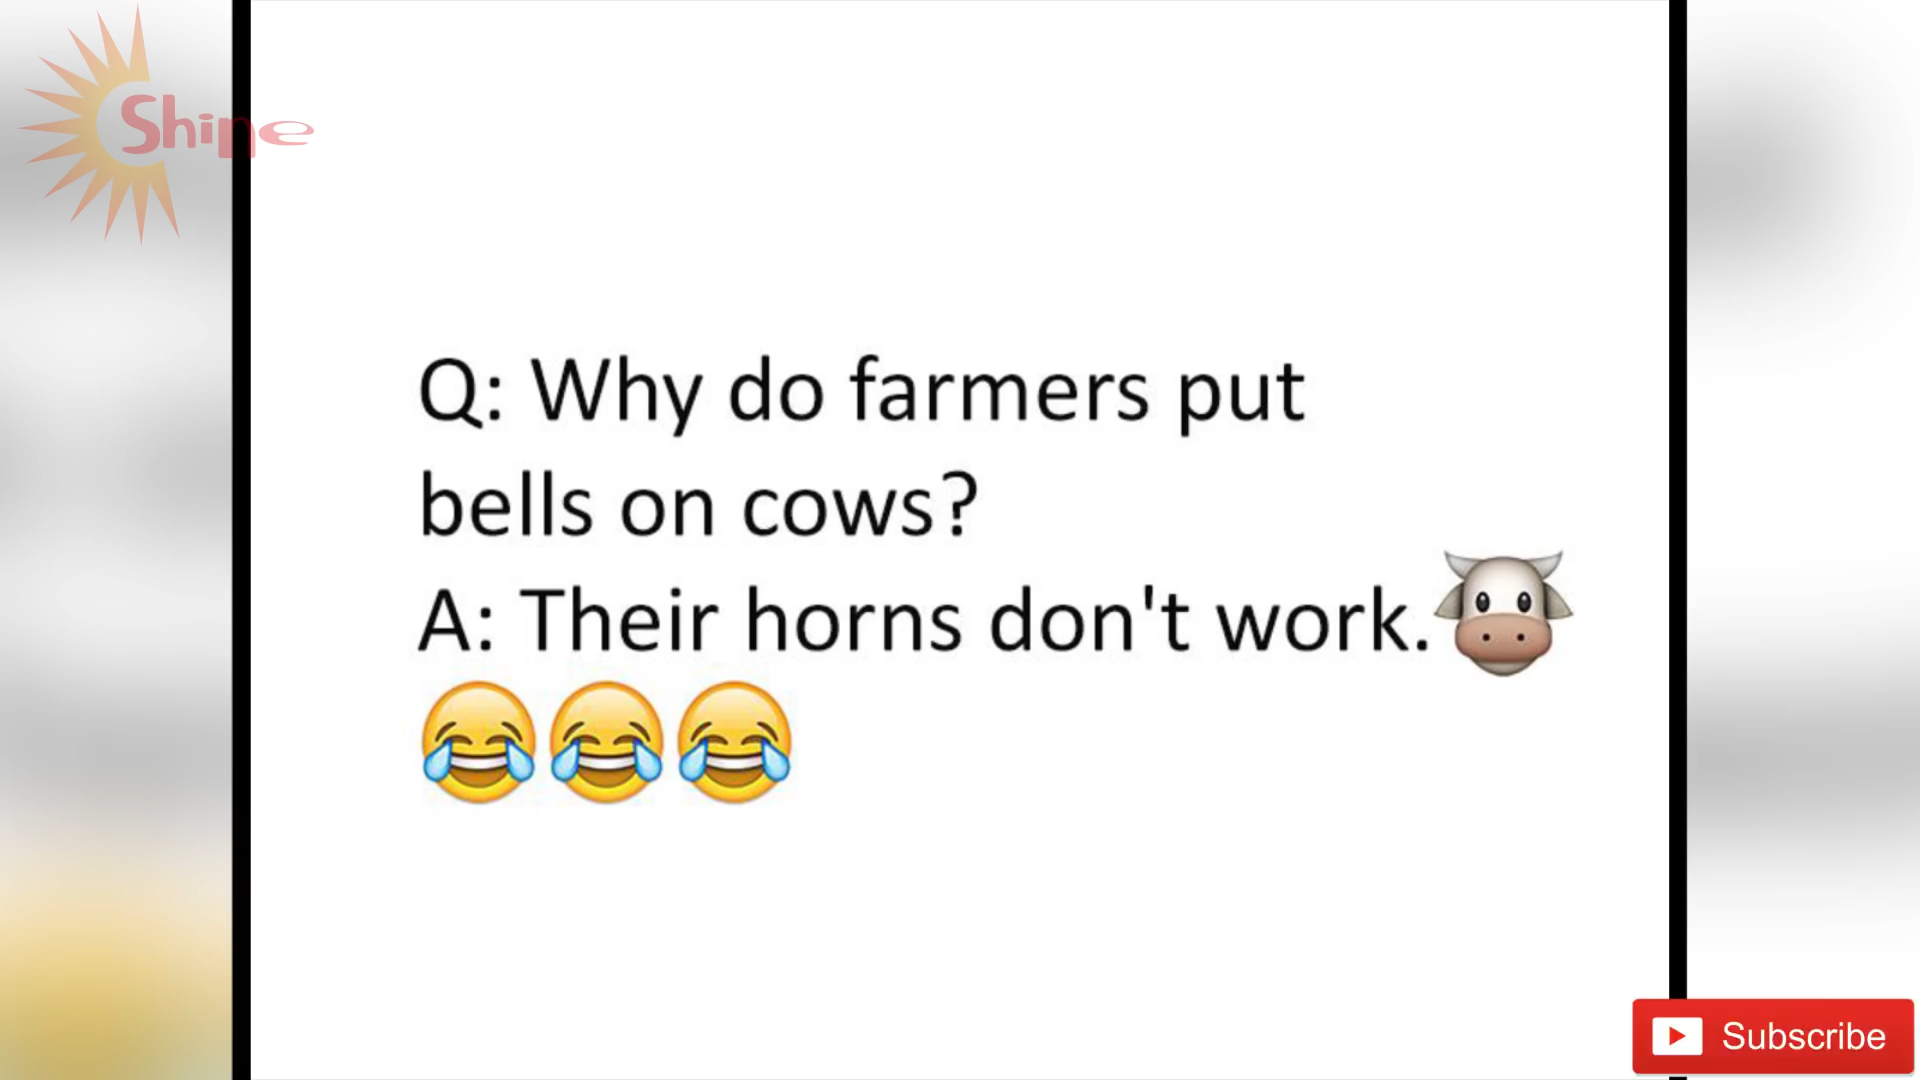 Shine
Q: Why do farmers put
bells on cows?
A: Their horns don't work.🐮
😂😂😂
Subscribe